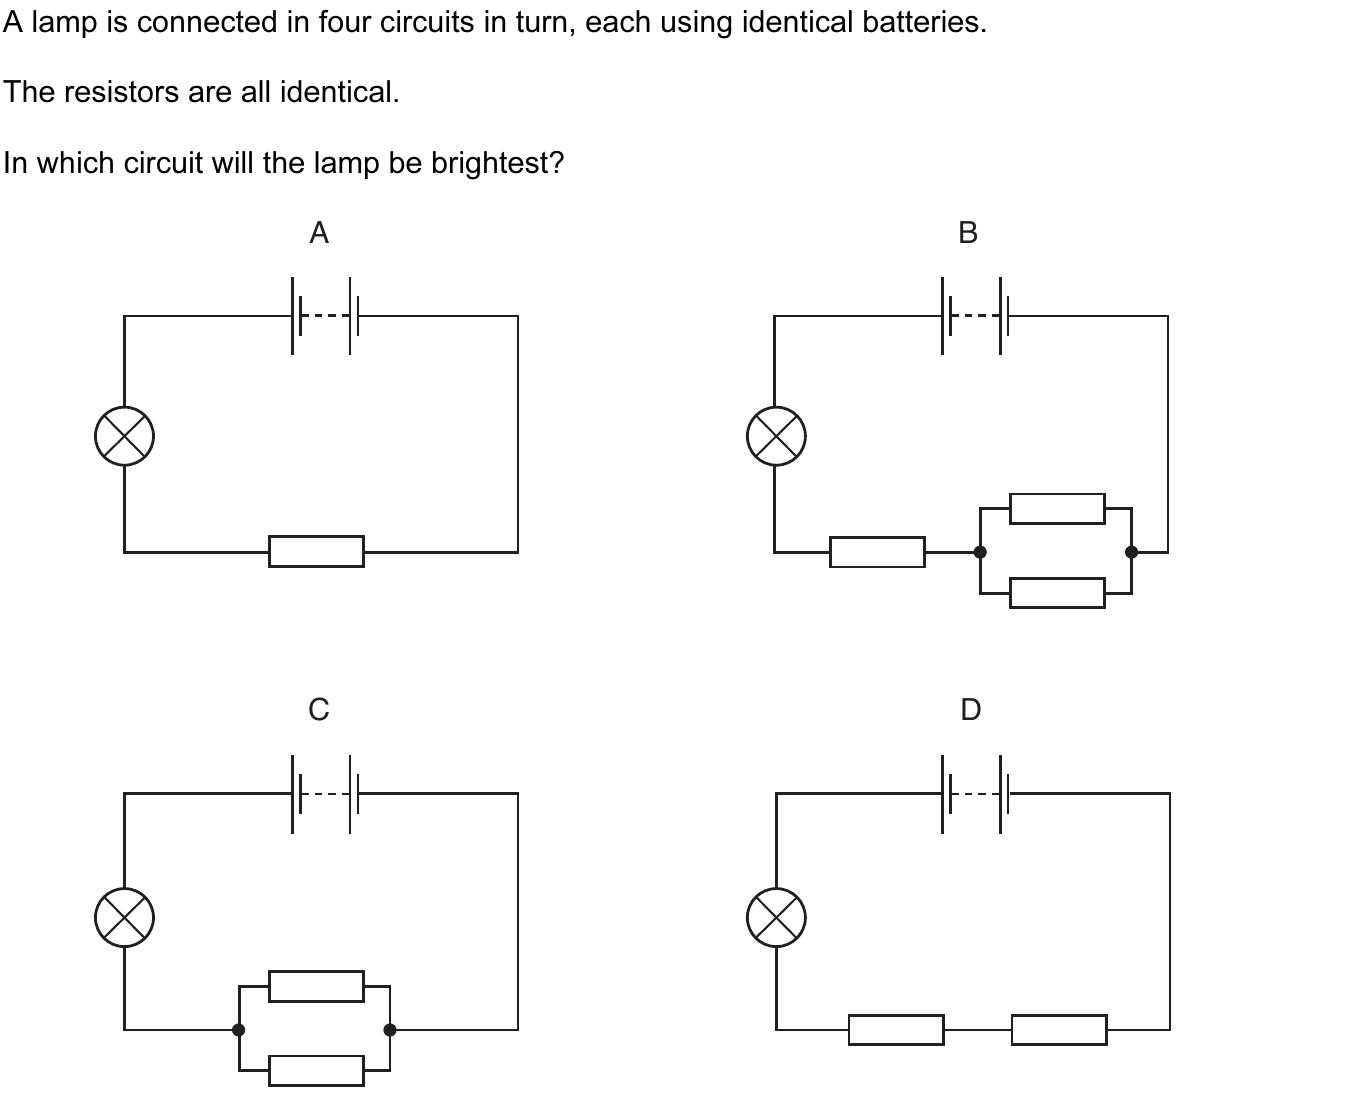 A lamp is connected in four circuits in turn, each using identical batteries.
The resistors are all identical.
In which circuit will the lamp be brightest?
A
B
C
D